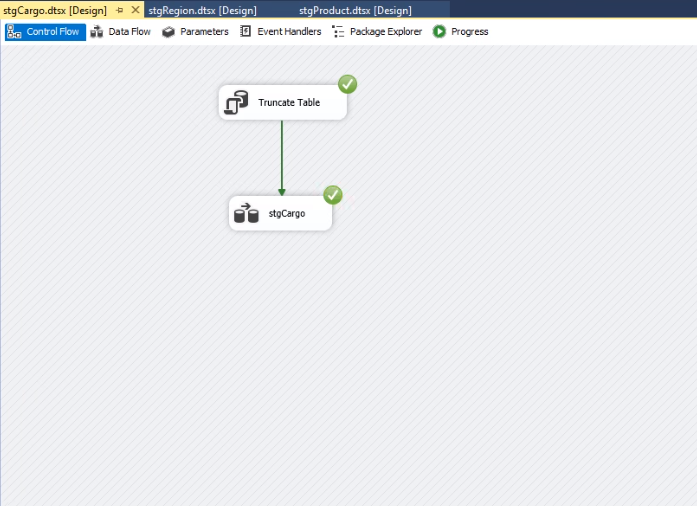 stgCargo.dtsx [Design] stgRegion.dtsx [Design] stgProduct.dtsx [Design]
Control Flow Data Flow Parameters Event Handlers Package Explorer Progress
Truncate Table
stgCargo